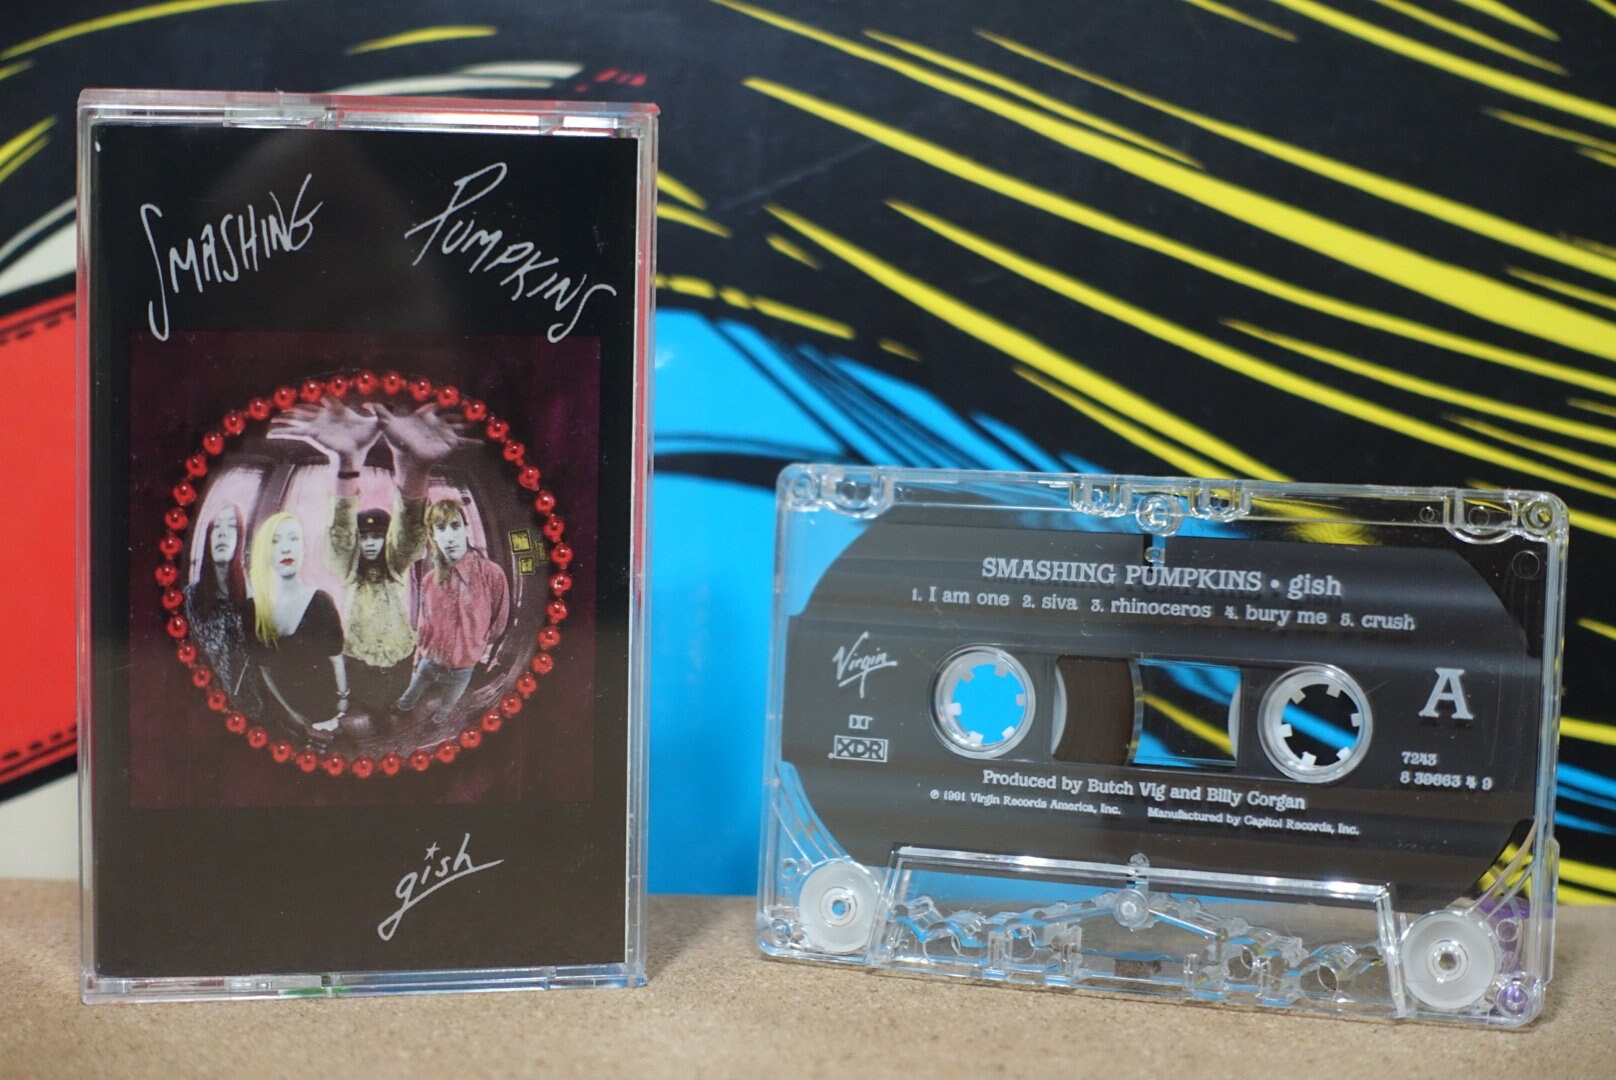 SMASHING PUMPKINS
gish
SMASHING PUMPKINS • gish
1. I am one 2. siva 3. rhinoceros 4. bury me 5. crush
Virgin
A
XDR
7243
8 39663 4 9
Produced by Butch Vig and Billy Corgan
℗ 1991 Virgin Records America, Inc. Manufactured by Capitol Records, Inc.